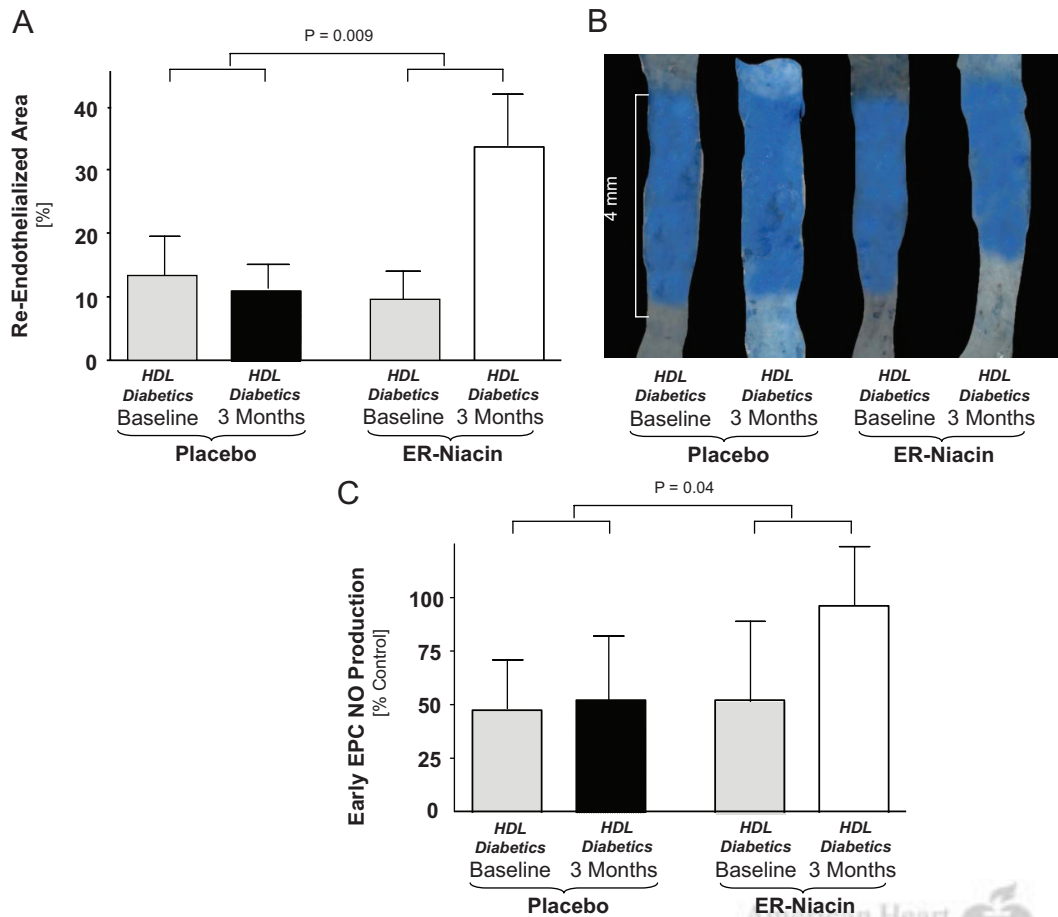 A
P = 0.009
Re-Endothelialized Area
[%]
40
30
20
10
0
HDL HDL HDL HDL
Diabetics Diabetics Diabetics Diabetics
Baseline 3 Months Baseline 3 Months
Placebo ER-Niacin
B
4 mm
HDL HDL HDL HDL
Diabetics Diabetics Diabetics Diabetics
Baseline 3 Months Baseline 3 Months
Placebo ER-Niacin
C
P = 0.04
Early EPC NO Production
[% Control]
100
75
50
25
0
HDL HDL HDL HDL
Diabetics Diabetics Diabetics Diabetics
Baseline 3 Months Baseline 3 Months
Placebo ER-Niacin
American Heart